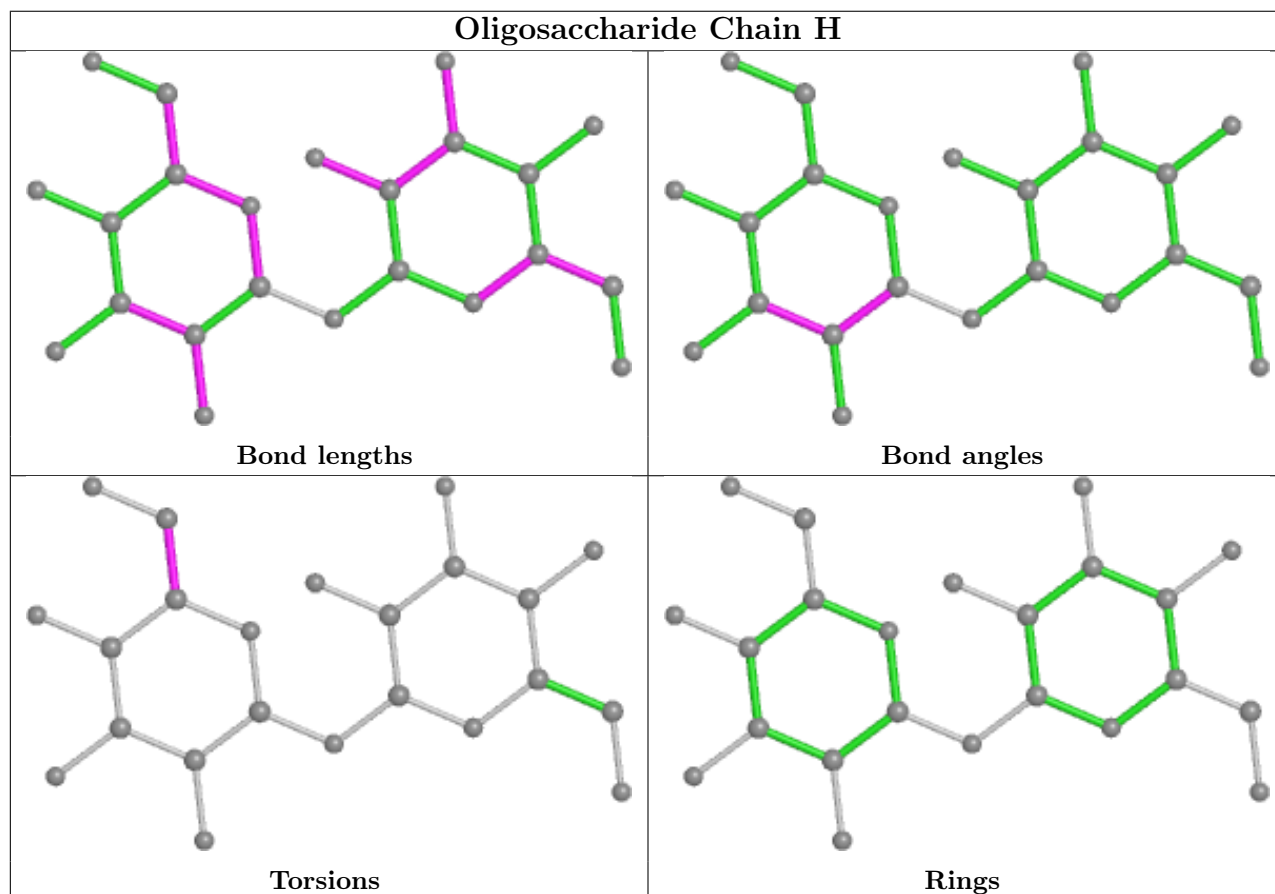 Oligosaccharide Chain H
Bond lengths
Bond angles
Torsions
Rings